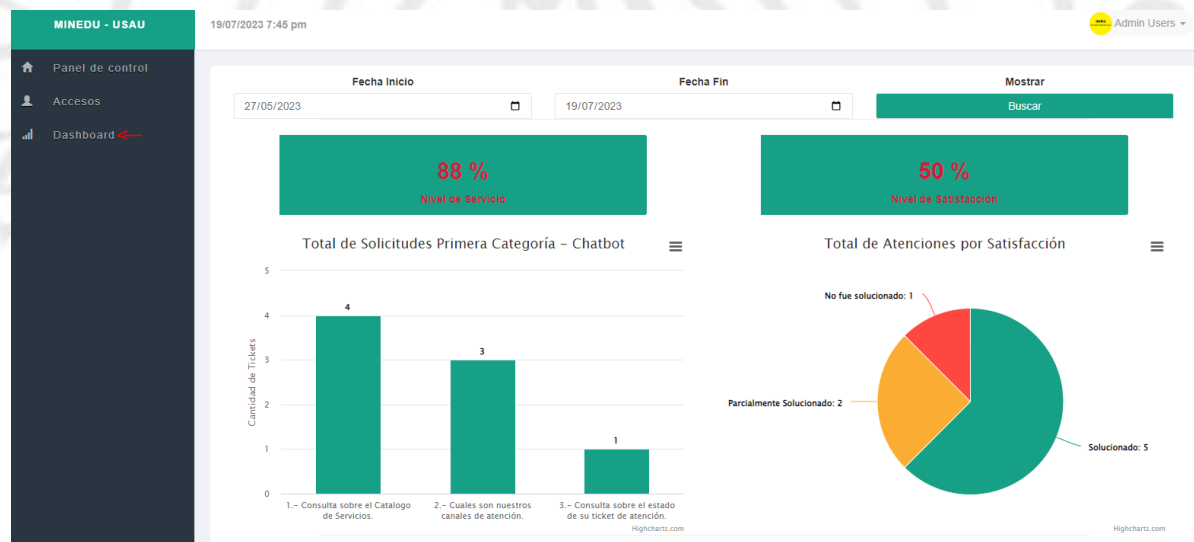 MINEDU - USAU
19/07/2023 7:45 pm
Admin Users
Panel de control
Accesos
Dashboard
Fecha Inicio
Fecha Fin
Mostrar
27/05/2023
19/07/2023
Buscar
88 %
Nivel de Servicio
50 %
Nivel de Satisfacción
Total de Solicitudes Primera Categoría - Chatbot
Cantidad de Tickets
5
4
3
2
1
0
4
3
1
1.- Consulta sobre el Catalogo
de Servicios.
2.- Cuales son nuestros
canales de atención.
3.- Consulta sobre el estado
de su ticket de atención.
Highcharts.com
Total de Atenciones por Satisfacción
No fue solucionado: 1
Parcialmente Solucionado: 2
Solucionado: 5
Highcharts.com